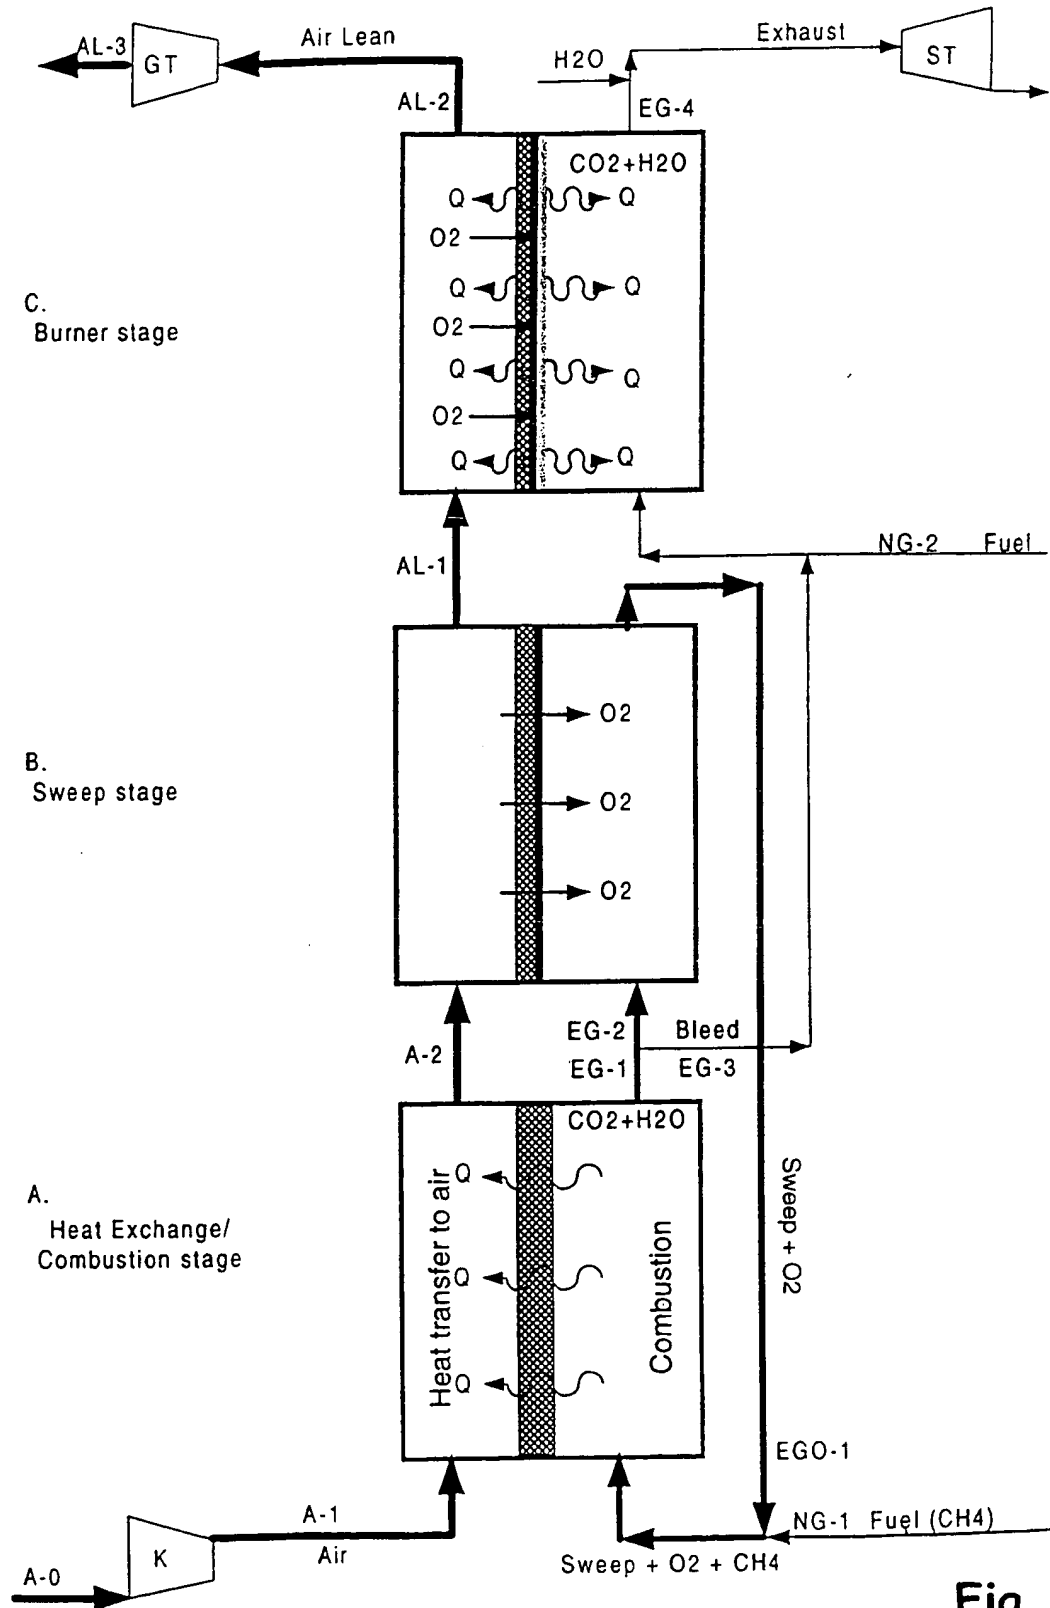 AL-3
GT
Air Lean
AL-2
H2O
Exhaust
ST
EG-4
CO2+H2O
Q Q
O2
Q Q
O2
Q Q
O2
Q Q
C.
Burner stage
AL-1
NG-2 Fuel
B.
Sweep stage
O2
O2
O2
A-2
EG-2
EG-1
Bleed
EG-3
CO2+H2O
A.
Heat Exchange/
Combustion stage
Heat transfer to air
Q
Q
Q
Combustion
Sweep + O2
EGO-1
NG-1 Fuel (CH4)
Sweep + O2 + CH4
A-1
Air
K
A-0
Fig